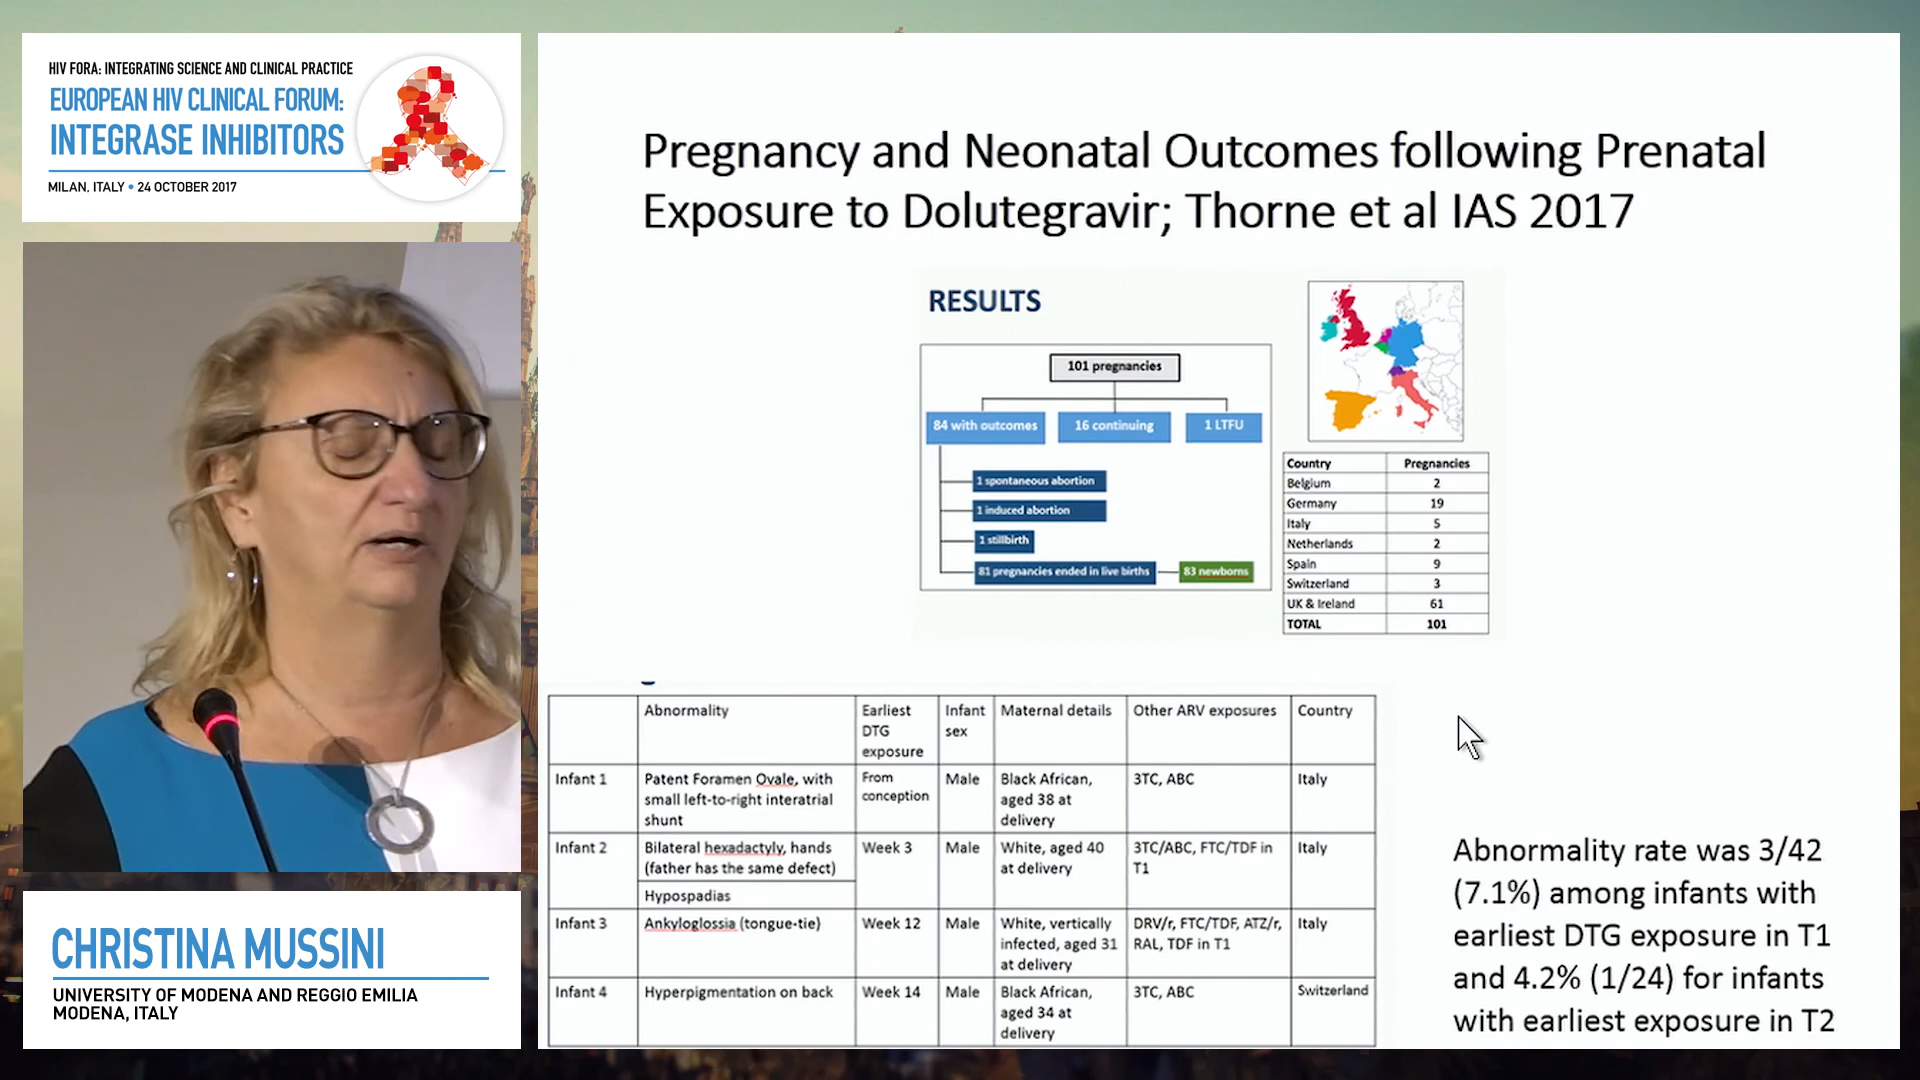 HIV FORA: INTEGRATING SCIENCE AND CLINICAL PRACTICE
EUROPEAN HIV CLINICAL FORUM:
INTEGRASE INHIBITORS
MILAN, ITALY • 24 OCTOBER 2017
CHRISTINA MUSSINI
UNIVERSITY OF MODENA AND REGGIO EMILIA
MODENA, ITALY
Pregnancy and Neonatal Outcomes following Prenatal
Exposure to Dolutegravir; Thorne et al IAS 2017
RESULTS
101 pregnancies
84 with outcomes 16 continuing 1 LTFU
1 spontaneous abortion
1 induced abortion
1 stillbirth
81 pregnancies ended in live births 83 newborns
Country Pregnancies
Belgium 2
Germany 19
Italy 5
Netherlands 2
Spain 9
Switzerland 3
UK & Ireland 61
TOTAL 101
Abnormality Earliest DTG exposure Infant sex Maternal details Other ARV exposures Country
Infant 1 Patent Foramen Ovale, with small left-to-right interatrial shunt From conception Male Black African, aged 38 at delivery 3TC, ABC Italy
Infant 2 Bilateral hexadactyly, hands (father has the same defect) Week 3 Male White, aged 40 at delivery 3TC/ABC, FTC/TDF in T1 Italy
Hypospadias
Infant 3 Ankyloglossia (tongue-tie) Week 12 Male White, vertically infected, aged 31 at delivery DRV/r, FTC/TDF, ATZ/r, RAL, TDF in T1 Italy
Infant 4 Hyperpigmentation on back Week 14 Male Black African, aged 34 at delivery 3TC, ABC Switzerland
Abnormality rate was 3/42
(7.1%) among infants with
earliest DTG exposure in T1
and 4.2% (1/24) for infants
with earliest exposure in T2